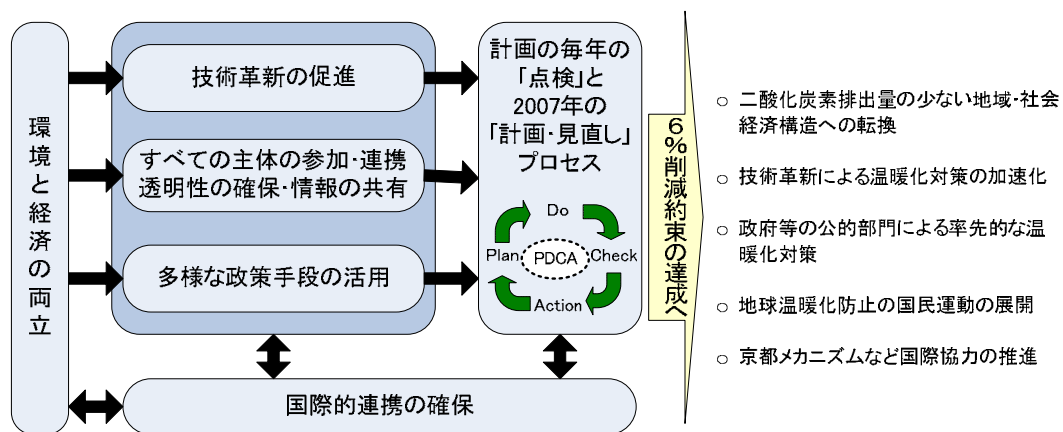 環境と経済の両立
技術革新の促進
すべての主体の参加・連携
透明性の確保・情報の共有
多様な政策手段の活用
計画の毎年の
「点検」と
2007年の
「計画・見直し」
プロセス
Do
Plan
PDCA
Check
Action
国際的連携の確保
6%削減約束の達成へ
○ 二酸化炭素排出量の少ない地域・社会
経済構造への転換
○ 技術革新による温暖化対策の加速化
○ 政府等の公的部門による率先的な温
暖化対策
○ 地球温暖化防止の国民運動の展開
○ 京都メカニズムなど国際協力の推進